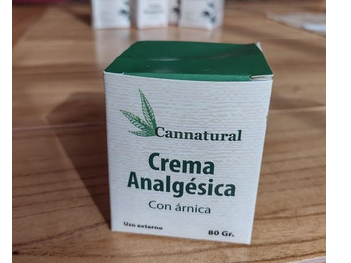 Cannatural
Crema
Analgésica
Con árnica
Uso externo
80 Gr.